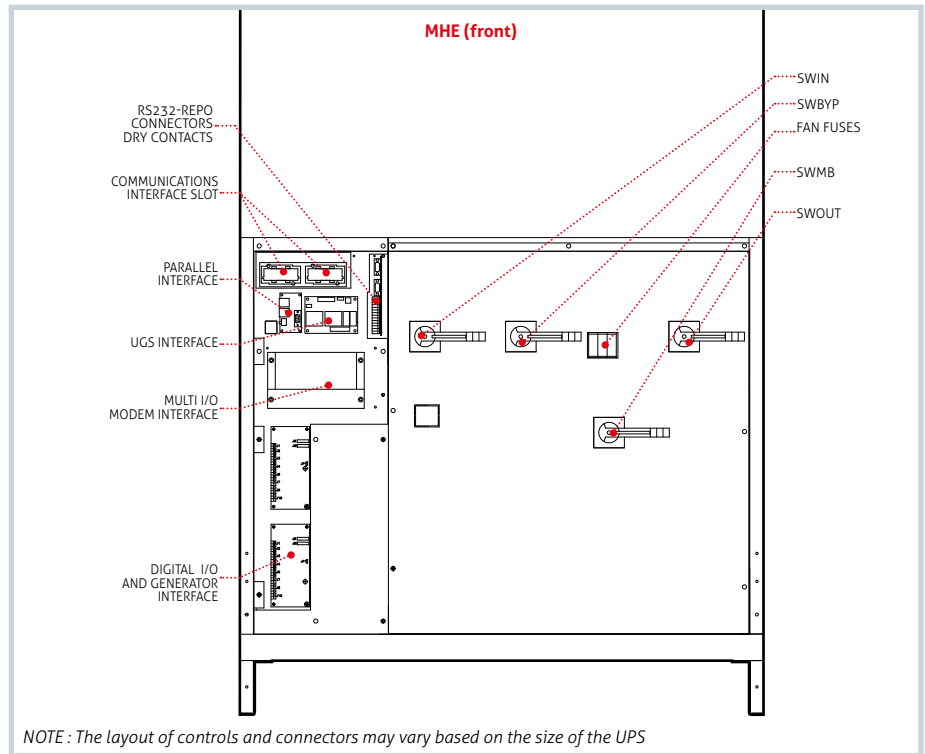 MHE (front)
RS232-REPO
CONNECTORS
DRY CONTACTS
COMMUNICATIONS
INTERFACE SLOT
PARALLEL
INTERFACE
UGS INTERFACE
MULTI I/O
MODEM INTERFACE
DIGITAL I/O
AND GENERATOR
INTERFACE
SWIN
SWBYP
FAN FUSES
SWMB
SWOUT
NOTE : The layout of controls and connectors may vary based on the size of the UPS